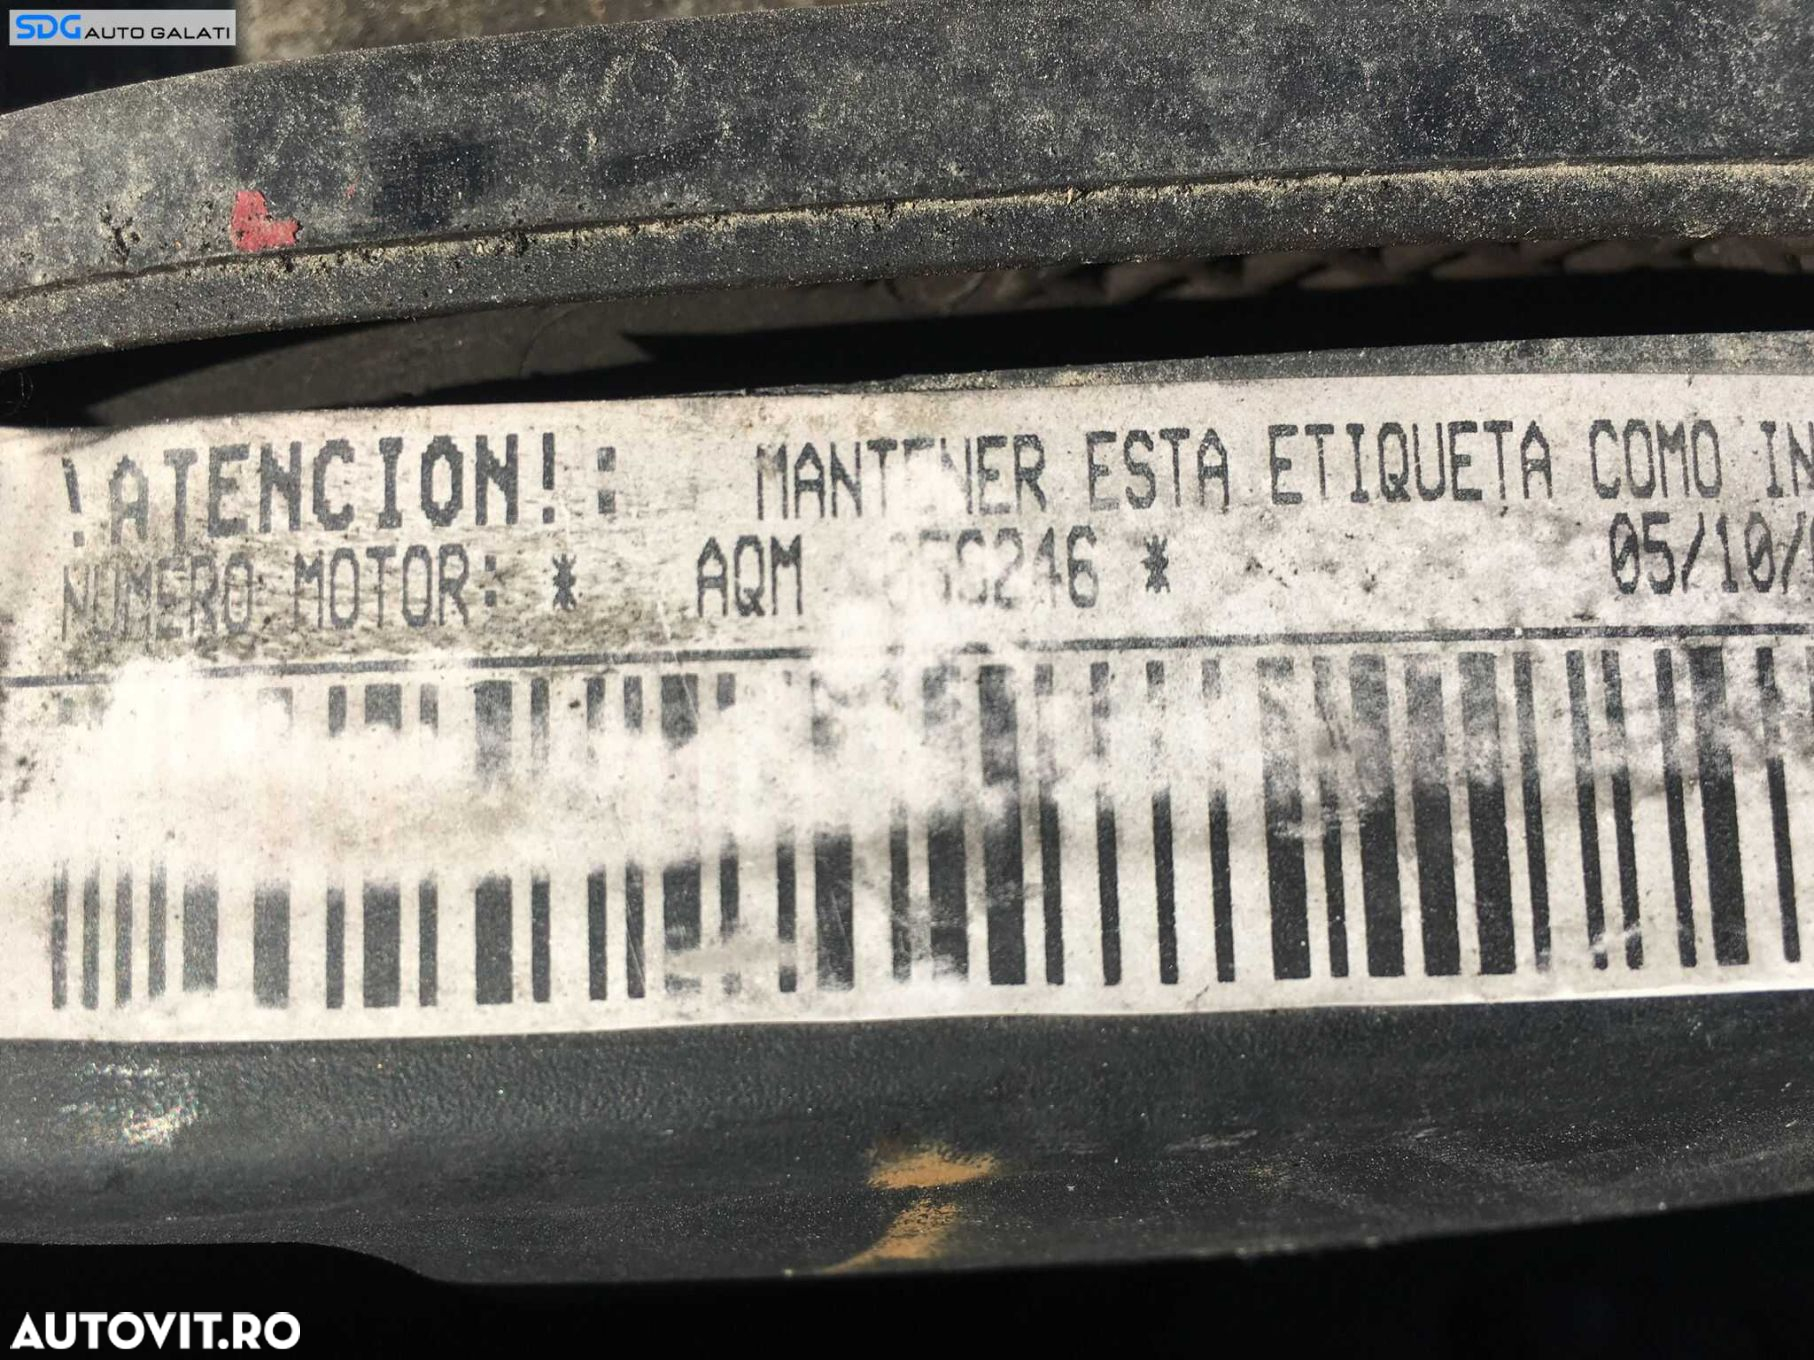 SDG AUTO GALATI
!ATENCION!: MANTENER ESTA ETIQUETA COMO
NUMERO MOTOR: * AQM *
AUTOVIT.RO